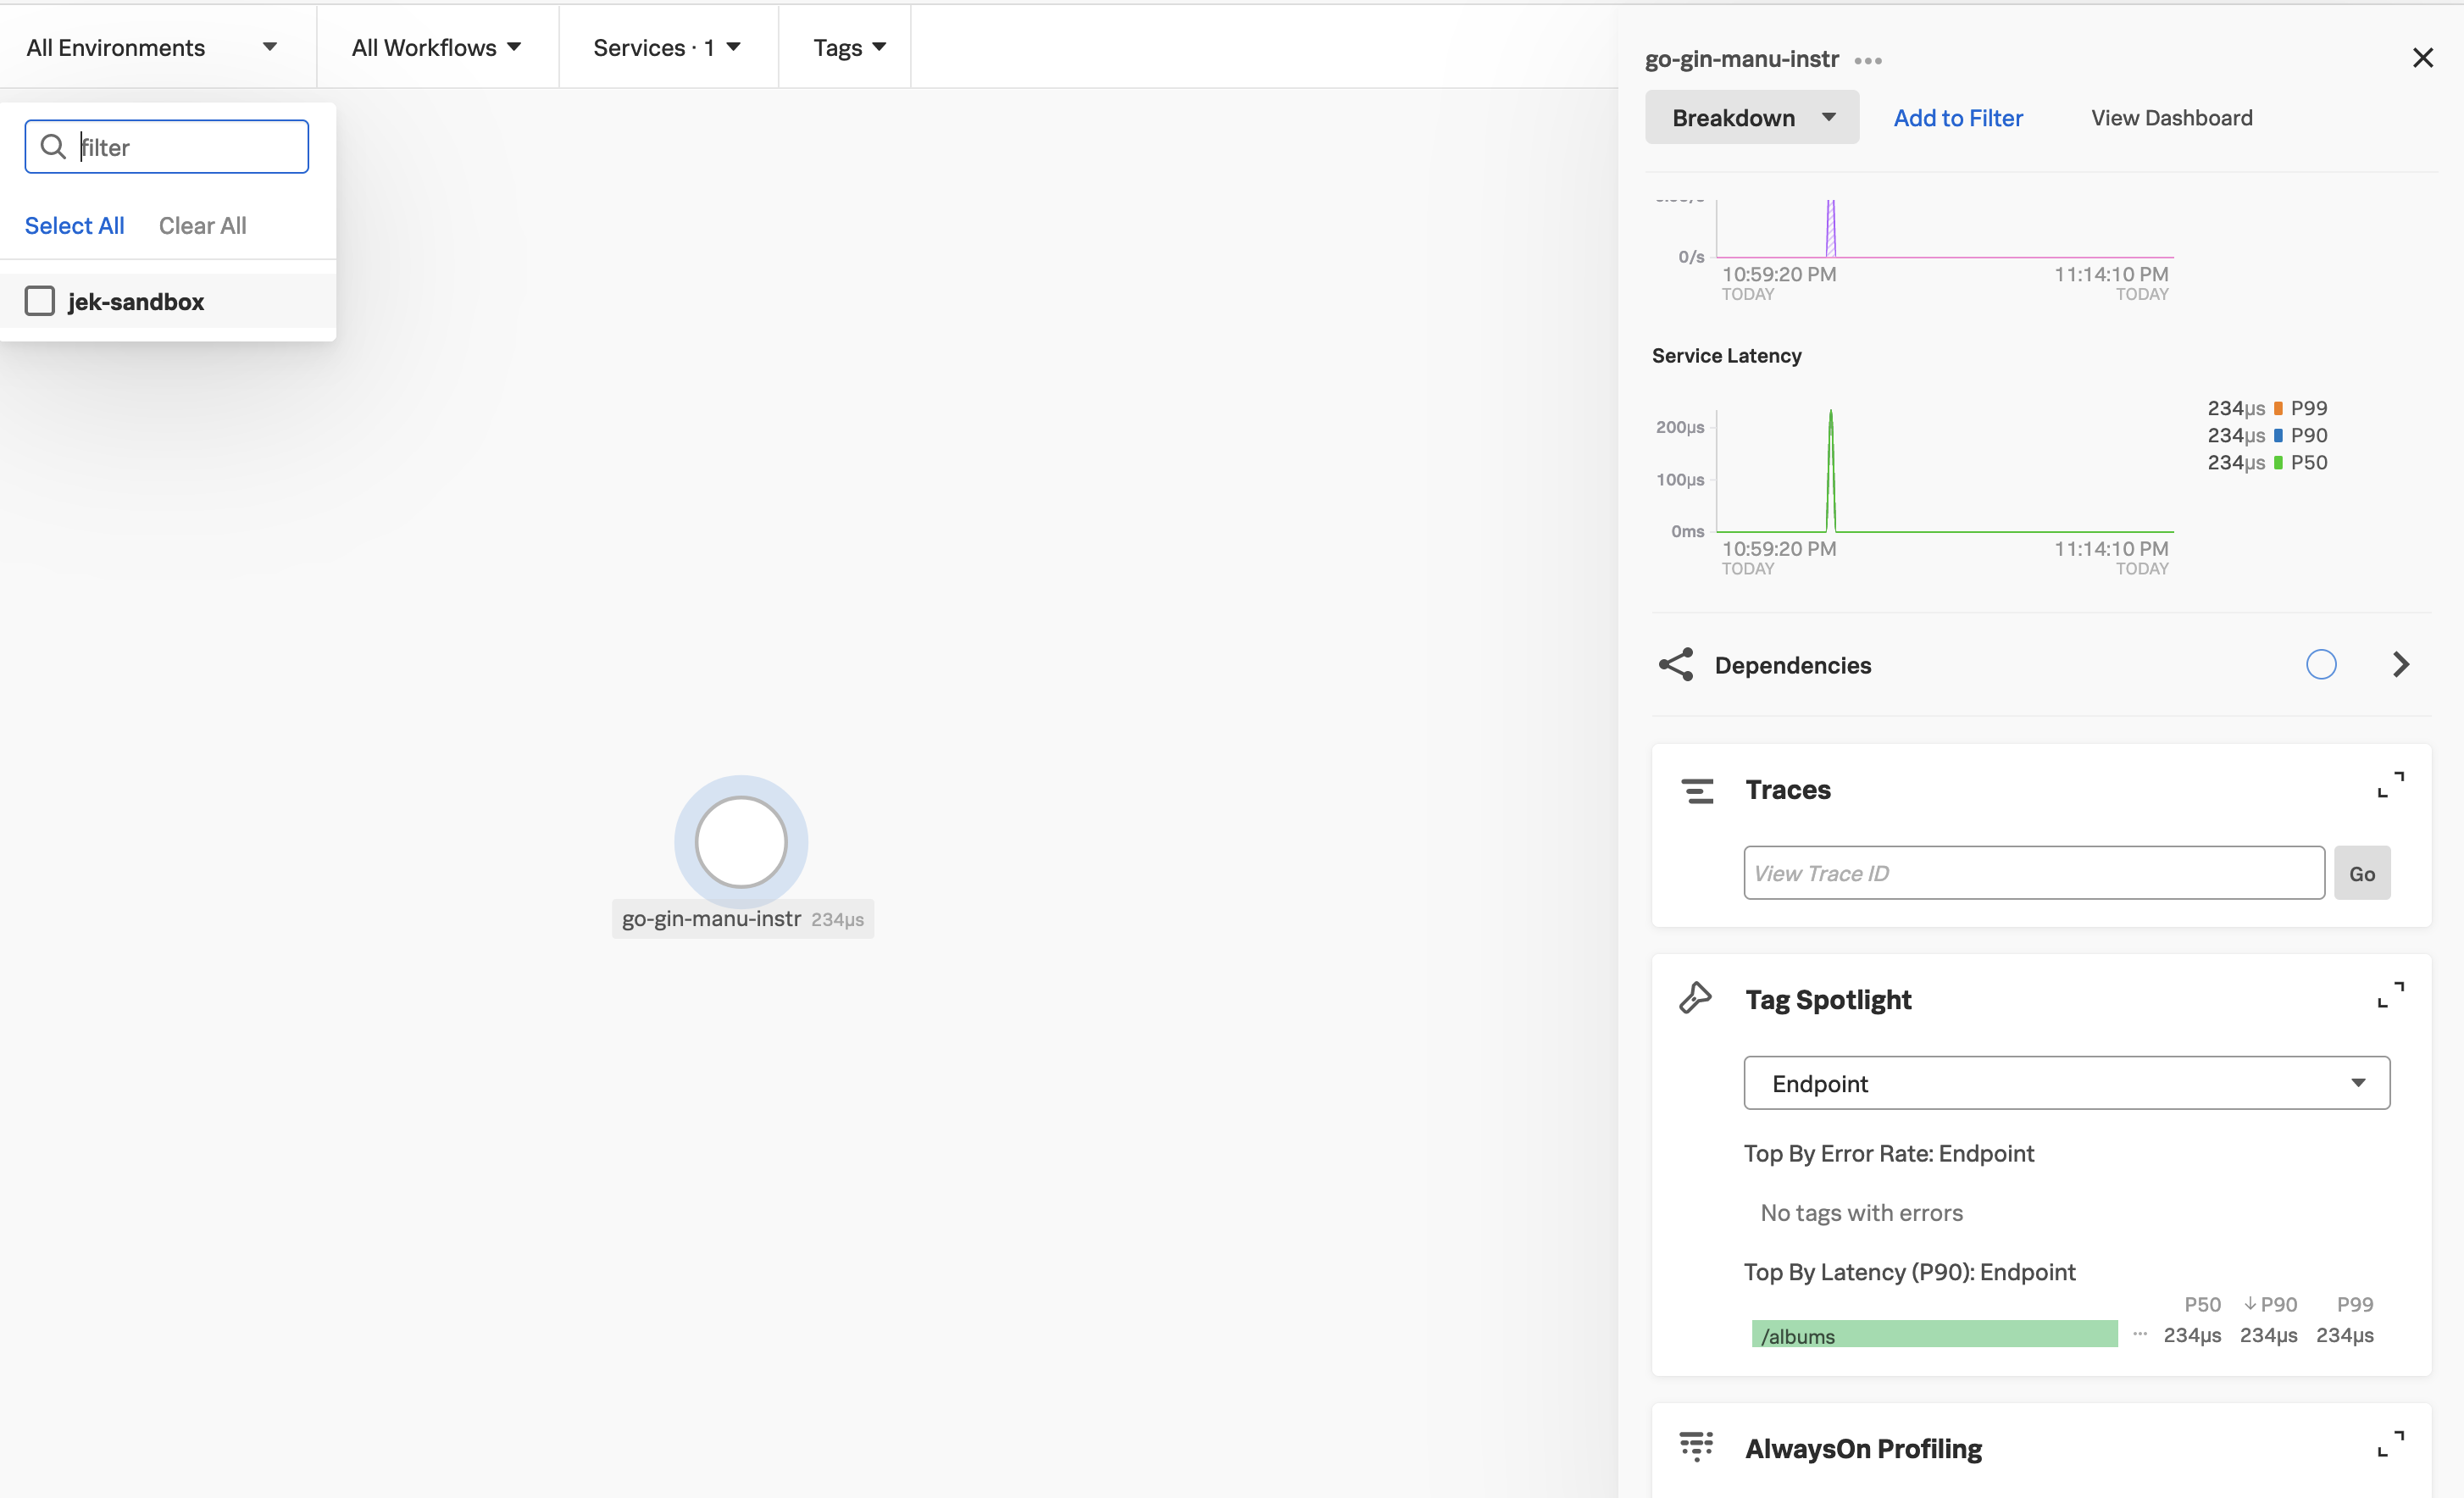 All Environments
All Workflows
Services · 1
Tags
filter
Select All
Clear All
jek-sandbox
go-gin-manu-instr 234µs
go-gin-manu-instr
Breakdown
Add to Filter
View Dashboard
0/s
10:59:20 PM
TODAY
11:14:10 PM
TODAY
Service Latency
200µs
100µs
0ms
10:59:20 PM
TODAY
11:14:10 PM
TODAY
234µs P99
234µs P90
234µs P50
Dependencies
Traces
View Trace ID
Go
Tag Spotlight
Endpoint
Top By Error Rate: Endpoint
No tags with errors
Top By Latency (P90): Endpoint
P50 ↓ P90 P99
/albums ··· 234µs 234µs 234µs
AlwaysOn Profiling